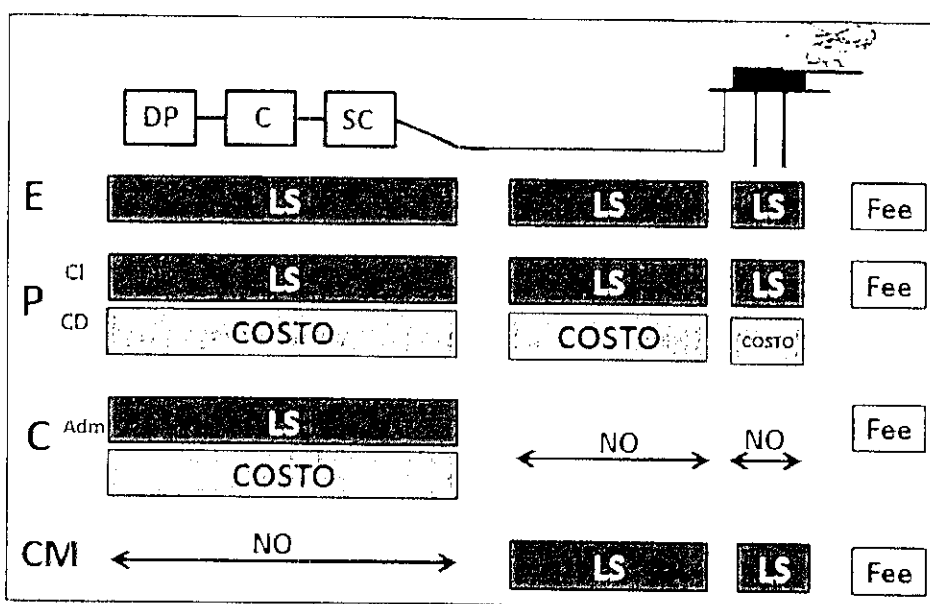 DP C SC
E LS LS LS Fee
CI LS LS LS Fee
P
CD COSTO COSTO COSTO
C Adm LS NO NO Fee
COSTO
CM NO LS LS Fee